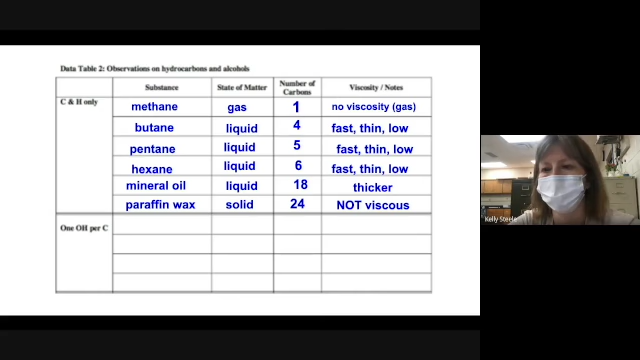 Data Table 2: Observations on hydrocarbons and alcohols
Substance State of Matter Number of Carbons Viscosity / Notes
C & H only methane gas 1 no viscosity (gas)
butane liquid 4 fast, thin, low
pentane liquid 5 fast, thin, low
hexane liquid 6 fast, thin, low
mineral oil liquid 18 thicker
paraffin wax solid 24 NOT viscous
One OH per C
Kelly Steele